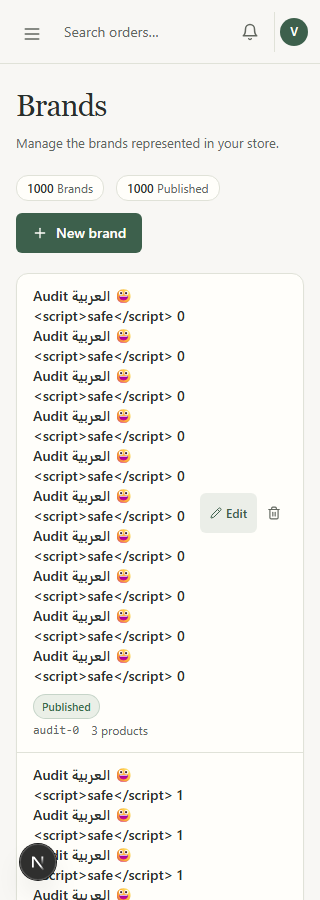 Search orders...
V
Brands
Manage the brands represented in your store.
1000 Brands
1000 Published
+ New brand
Audit العربية 😀
<script>safe</script> 0
Audit العربية 😀
<script>safe</script> 0
Audit العربية 😀
<script>safe</script> 0
Audit العربية 😀
<script>safe</script> 0
Audit العربية 😀
<script>safe</script> 0
Audit العربية 😀
<script>safe</script> 0
Edit
Audit العربية 😀
<script>safe</script> 0
Audit العربية 😀
<script>safe</script> 0
Audit العربية 😀
<script>safe</script> 0
Audit العربية 😀
<script>safe</script> 0
Published
audit-0 3 products
Audit العربية 😀
<script>safe</script> 1
Audit العربية 😀
<script>safe</script> 1
العربية 😀
N
safe</script> 1
Audit العربية 😀